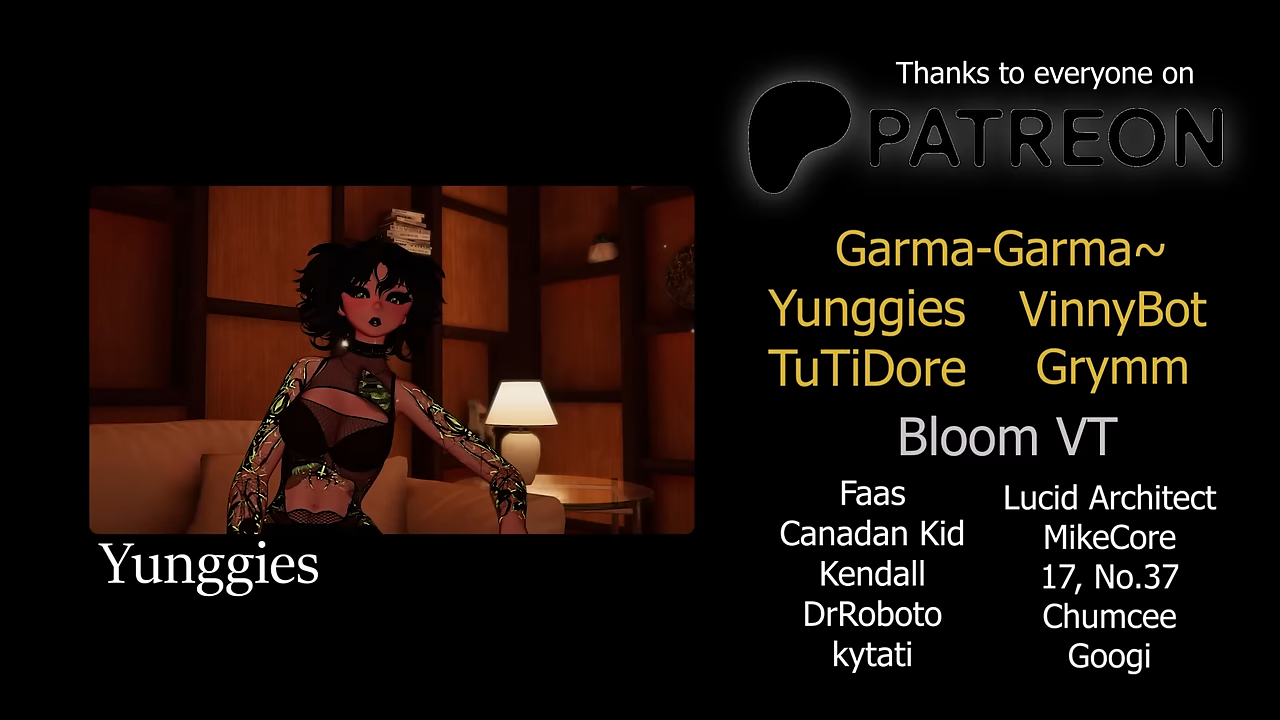 Thanks to everyone on
PATREON
Garma-Garma~
Yunggies VinnyBot
TuTiDore Grymm
Bloom VT
Faas Lucid Architect
Canadan Kid MikeCore
Kendall 17, No.37
DrRoboto Chumcee
kytati Googi
Yunggies